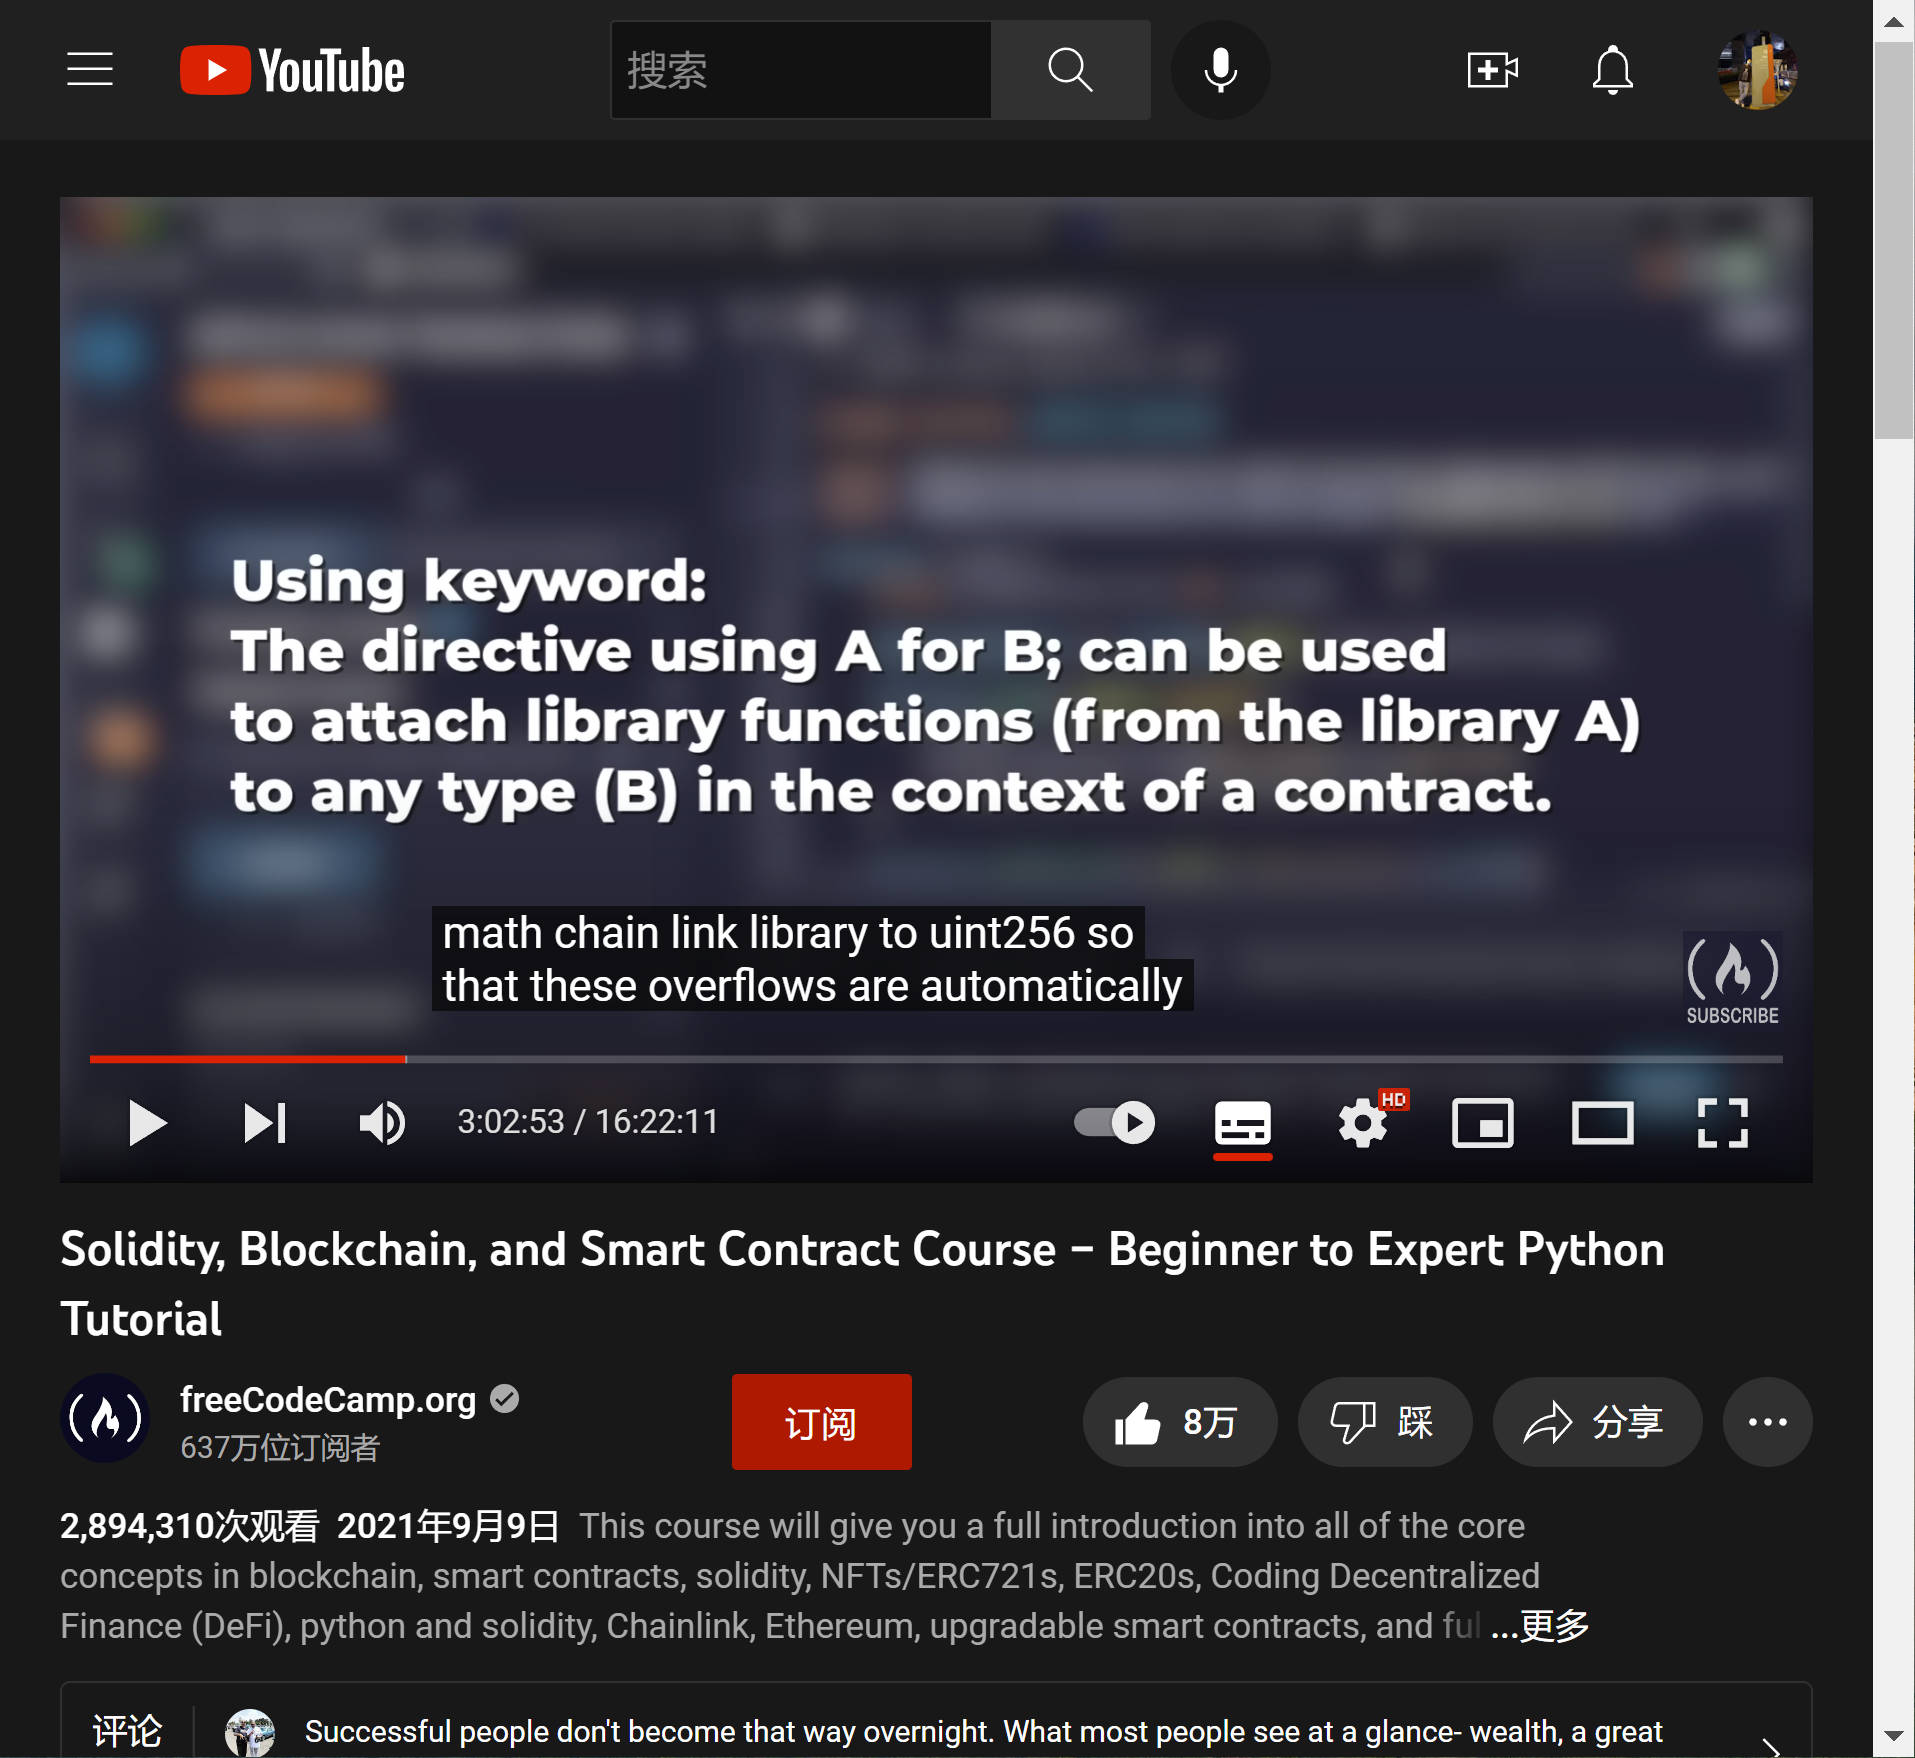 YouTube
搜索
Using keyword:
The directive using A for B; can be used
to attach library functions (from the library A)
to any type (B) in the context of a contract.
math chain link library to uint256 so
that these overflows are automatically
SUBSCRIBE
3:02:53 / 16:22:11
HD
Solidity, Blockchain, and Smart Contract Course – Beginner to Expert Python
Tutorial
freeCodeCamp.org
637万位订阅者
订阅
8万
踩
分享
2,894,310次观看 2021年9月9日 This course will give you a full introduction into all of the core
concepts in blockchain, smart contracts, solidity, NFTs/ERC721s, ERC20s, Coding Decentralized
Finance (DeFi), python and solidity, Chainlink, Ethereum, upgradable smart contracts, and ful ...更多
评论
Successful people don't become that way overnight. What most people see at a glance- wealth, a great